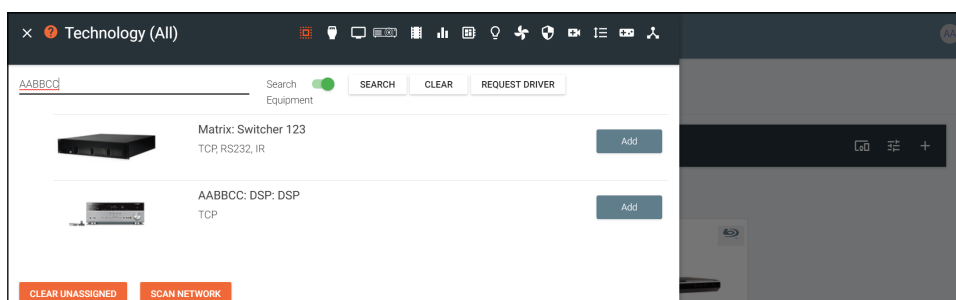 Technology (All)
AA
AABBCC
Search
Equipment
SEARCH
CLEAR
REQUEST DRIVER
Matrix: Switcher 123
TCP, RS232, IR
Add
AABBCC: DSP: DSP
TCP
Add
CLEAR UNASSIGNED
SCAN NETWORK